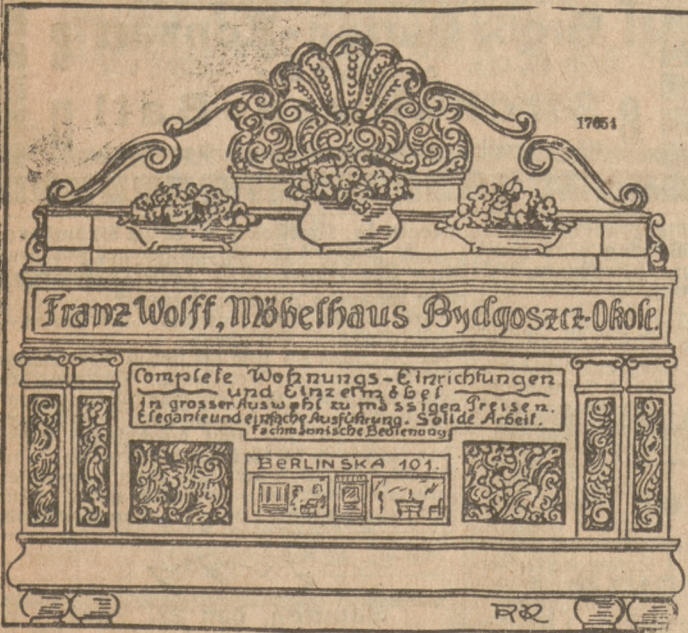 17651
Franz Wolff, Möbelhaus Bydgoszcz-Okole.
Complete Wohnungs-Einrichtungen
und Einzelmöbel
in grosser Auswahl zu mässigen Preisen.
Elegante und einfache Ausführung. Solide Arbeit.
Fachmännische Bedienung
BERLINSKA 101.